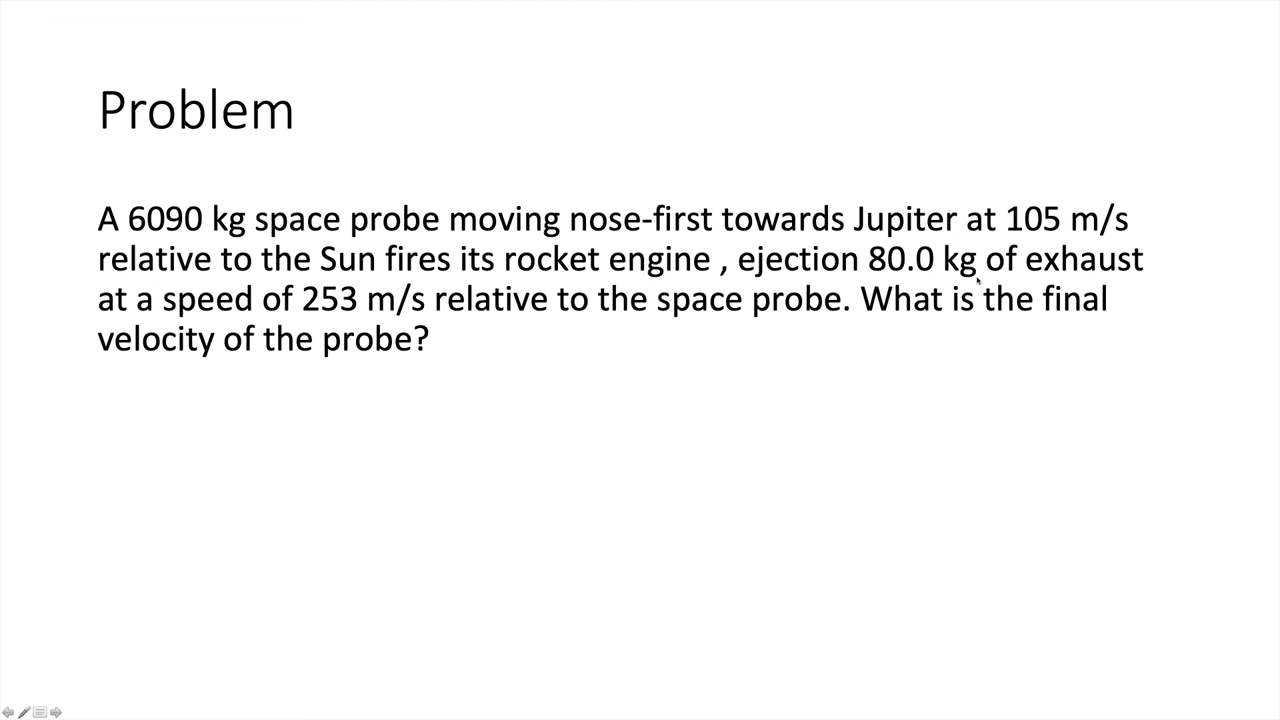 Problem
A 6090 kg space probe moving nose-first towards Jupiter at 105 m/s
relative to the Sun fires its rocket engine , ejection 80.0 kg of exhaust
at a speed of 253 m/s relative to the space probe. What is the final
velocity of the probe?